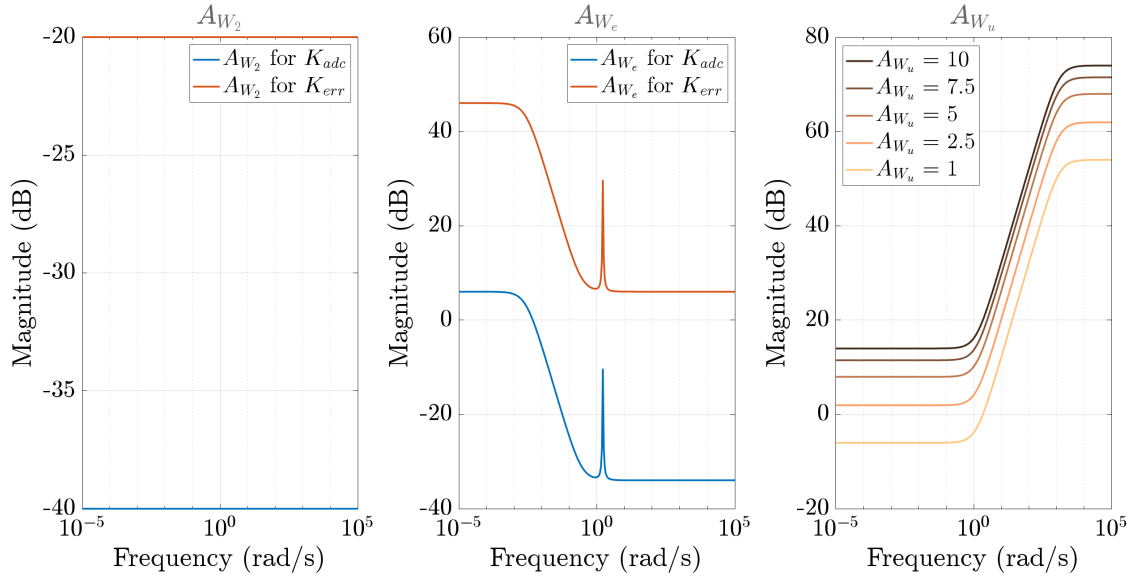 A_{W_2}
Magnitude (dB)
-20
-25
-30
-35
-40
A_{W_2} for K_{adc}
A_{W_2} for K_{err}
10^{-5} 10^0 10^5
Frequency (rad/s)
A_{W_e}
Magnitude (dB)
60
40
20
0
-20
-40
A_{W_e} for K_{adc}
A_{W_e} for K_{err}
10^{-5} 10^0 10^5
Frequency (rad/s)
A_{W_u}
Magnitude (dB)
80
60
40
20
0
-20
A_{W_u} = 10
A_{W_u} = 7.5
A_{W_u} = 5
A_{W_u} = 2.5
A_{W_u} = 1
10^{-5} 10^0 10^5
Frequency (rad/s)